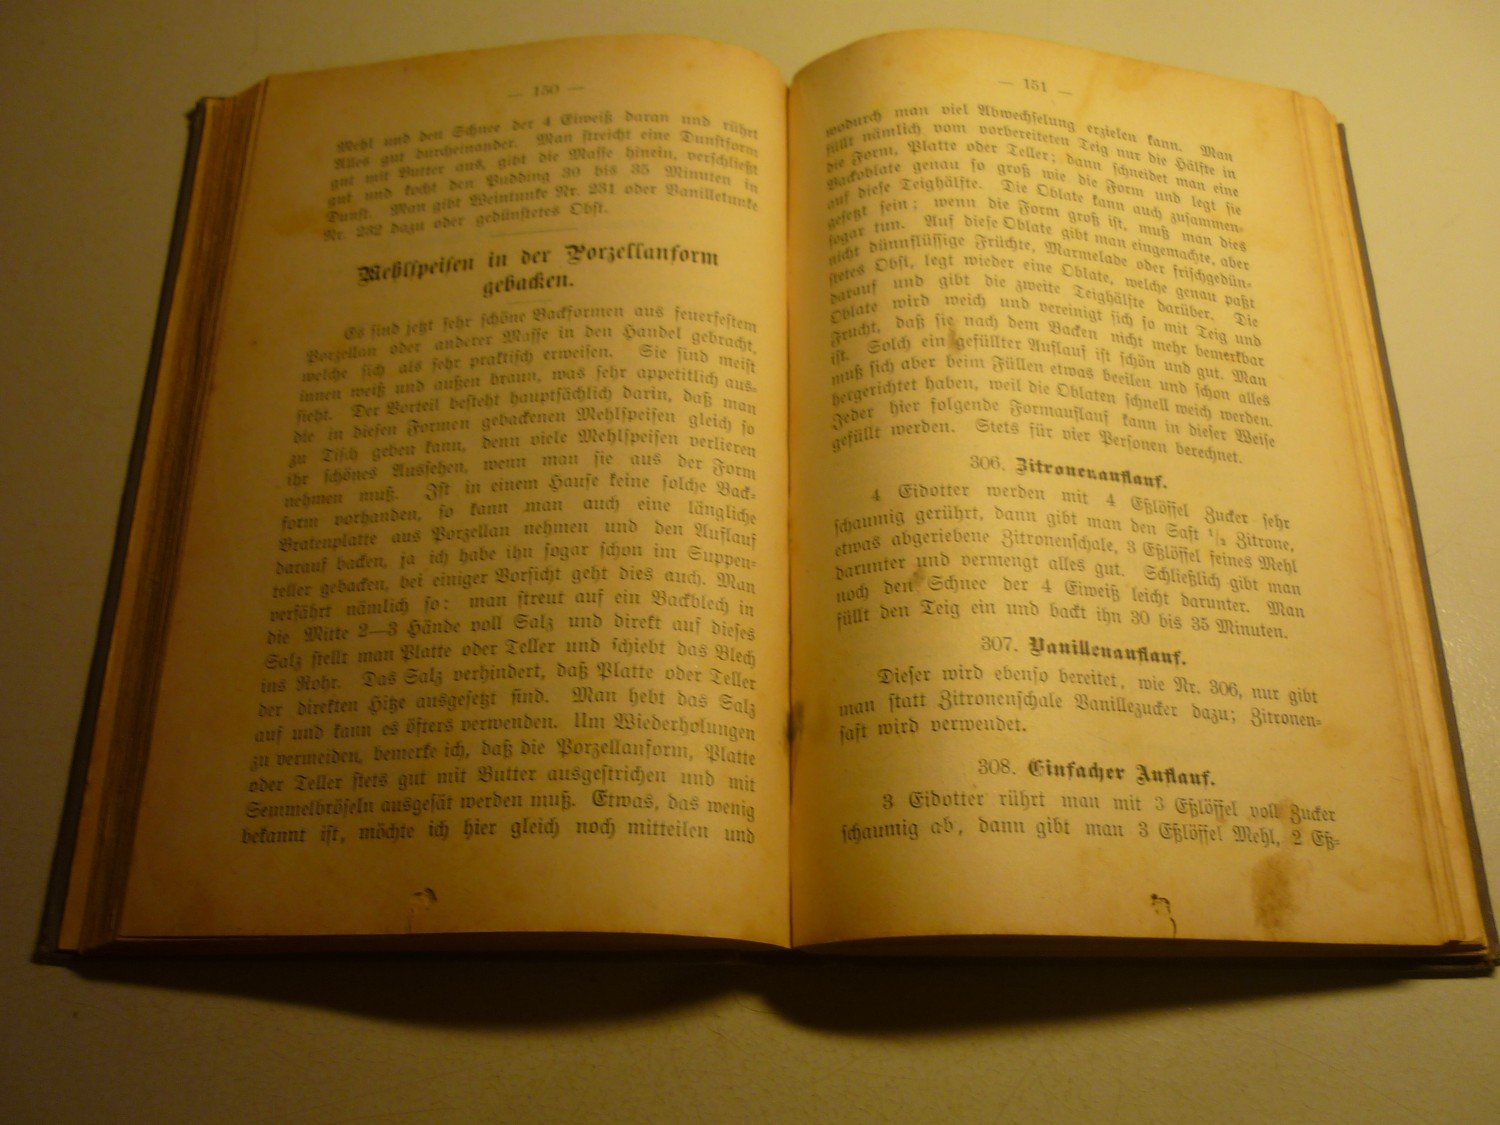 — 150 —
Mehl und den Schnee der 4 Eiweiß daran und rührt
Alles gut durcheinander. Man streicht eine Dunstform
gut mit Butter aus, gibt die Masse hinein, verschließt
gut und kocht den Pudding 30 bis 35 Minuten in
Dunst. Man gibt Weintunke Nr. 231 oder Vanilletunke
Nr. 232 dazu oder gedünstetes Obst.
Mehlspeisen in der Porzellanform
gebacken.
Es sind jetzt sehr schöne Backformen aus feuerfestem
Porzellan oder anderer Masse in den Handel gebracht,
welche sich als sehr praktisch erweisen. Sie sind meist
innen weiß und außen braun, was sehr appetitlich aus-
sieht. Der Vorteil besteht hauptsächlich darin, daß man
die in diesen Formen gebackenen Mehlspeisen gleich so
zu Tisch geben kann, denn viele Mehlspeisen verlieren
ihr schönes Aussehen, wenn man sie aus der Form
nehmen muß. Ist in einem Hause keine solche Back-
form vorhanden, so kann man auch eine längliche
Bratenplatte aus Porzellan nehmen und den Auflauf
darauf backen, ja ich habe ihn sogar schon im Suppen-
teller gebacken, bei einiger Vorsicht geht dies auch. Man
verfährt nämlich so: man streut auf ein Backblech in
die Mitte 2—3 Hände voll Salz und direkt auf dieses
Salz stellt man Platte oder Teller und schiebt das Blech
ins Rohr. Das Salz verhindert, daß Platte oder Teller
der direkten Hitze ausgesetzt sind. Man hebt das Salz
auf und kann es öfters verwenden. Um Wiederholungen
zu vermeiden, bemerke ich, daß die Porzellanform, Platte
oder Teller stets gut mit Butter ausgestrichen und mit
Semmelbröseln ausgesät werden muß. Etwas, das wenig
bekannt ist, möchte ich hier gleich noch mitteilen und
— 151 —
wodurch man viel Abwechselung erzielen kann. Man
füllt nämlich vom vorbereiteten Teig nur die Hälfte in
die Form, Platte oder Teller; dann schneidet man eine
Backoblate genau so groß wie die Form und legt sie
auf diese Teighälfte. Die Oblate kann auch zusammen-
gesetzt sein; wenn die Form groß ist, muß man dies
sogar tun. Auf diese Oblate gibt man eingemachte, aber
nicht dünnflüssige Früchte, Marmelade oder frischgedün-
stetes Obst, legt wieder eine Oblate, welche genau paßt
darauf und gibt die zweite Teighälfte darüber. Die
Oblate wird weich und vereinigt sich so mit Teig und
Frucht, daß sie nach dem Backen nicht mehr bemerkbar
ist. Solch ein gefüllter Auflauf ist schön und gut. Man
muß sich aber beim Füllen etwas beeilen und schon alles
hergerichtet haben, weil die Oblaten schnell weich werden.
Jeder hier folgende Formauflauf kann in dieser Weise
gefüllt werden. Stets für vier Personen berechnet.
306. Zitronenauflauf.
4 Eidotter werden mit 4 Eßlöffel Zucker sehr
schaumig gerührt, dann gibt man den Saft 1/2 Zitrone,
etwas abgeriebene Zitronenschale, 3 Eßlöffel feines Mehl
darunter und vermengt alles gut. Schließlich gibt man
noch den Schnee der 4 Eiweiß leicht darunter. Man
füllt den Teig ein und backt ihn 30 bis 35 Minuten.
307. Vanillenauflauf.
Dieser wird ebenso bereitet, wie Nr. 306, nur gibt
man statt Zitronenschale Vanillezucker dazu; Zitronen-
saft wird verwendet.
308. Einfacher Auflauf.
3 Eidotter rührt man mit 3 Eßlöffel voll Zucker
schaumig ab, dann gibt man 3 Eßlöffel Mehl, 2 Eß-